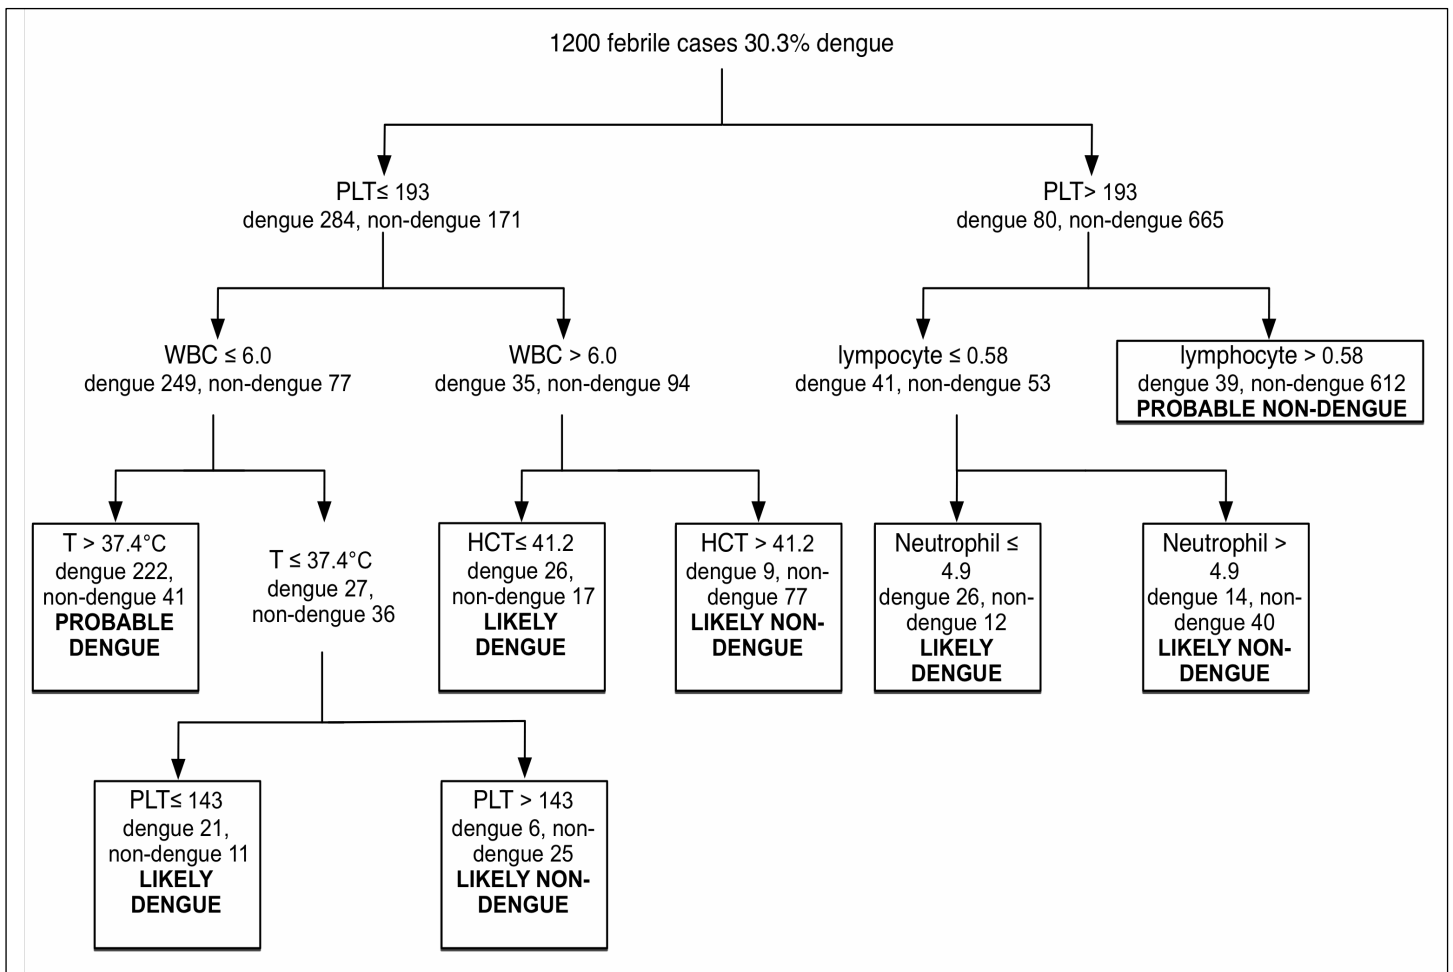 1200 febrile cases 30.3% dengue
PLT≤ 193
dengue 284, non-dengue 171
PLT> 193
dengue 80, non-dengue 665
WBC ≤ 6.0
dengue 249, non-dengue 77
WBC > 6.0
dengue 35, non-dengue 94
lympocyte ≤ 0.58
dengue 41, non-dengue 53
lymphocyte > 0.58
dengue 39, non-dengue 612
PROBABLE NON-DENGUE
T > 37.4°C
dengue 222,
non-dengue 41
PROBABLE
DENGUE
T ≤ 37.4°C
dengue 27,
non-dengue 36
HCT≤ 41.2
dengue 26,
non-dengue 17
LIKELY
DENGUE
HCT > 41.2
dengue 9, non-
dengue 77
LIKELY NON-
DENGUE
Neutrophil ≤
4.9
dengue 26, non-
dengue 12
LIKELY
DENGUE
Neutrophil >
4.9
dengue 14, non-
dengue 40
LIKELY NON-
DENGUE
PLT≤ 143
dengue 21,
non-dengue 11
LIKELY
DENGUE
PLT > 143
dengue 6, non-
dengue 25
LIKELY NON-
DENGUE